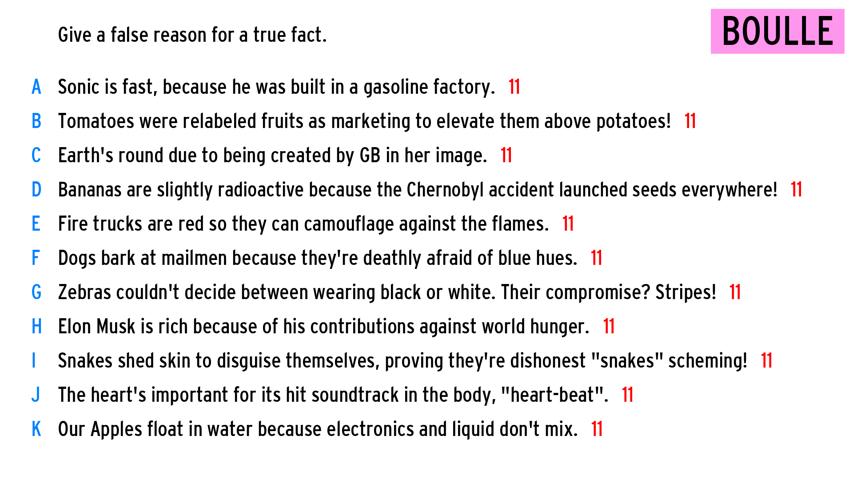 Give a false reason for a true fact.
BOULLE
A Sonic is fast, because he was built in a gasoline factory. 11
B Tomatoes were relabeled fruits as marketing to elevate them above potatoes! 11
C Earth's round due to being created by GB in her image. 11
D Bananas are slightly radioactive because the Chernobyl accident launched seeds everywhere! 11
E Fire trucks are red so they can camouflage against the flames. 11
F Dogs bark at mailmen because they're deathly afraid of blue hues. 11
G Zebras couldn't decide between wearing black or white. Their compromise? Stripes! 11
H Elon Musk is rich because of his contributions against world hunger. 11
I Snakes shed skin to disguise themselves, proving they're dishonest "snakes" scheming! 11
J The heart's important for its hit soundtrack in the body, "heart-beat". 11
K Our Apples float in water because electronics and liquid don't mix. 11